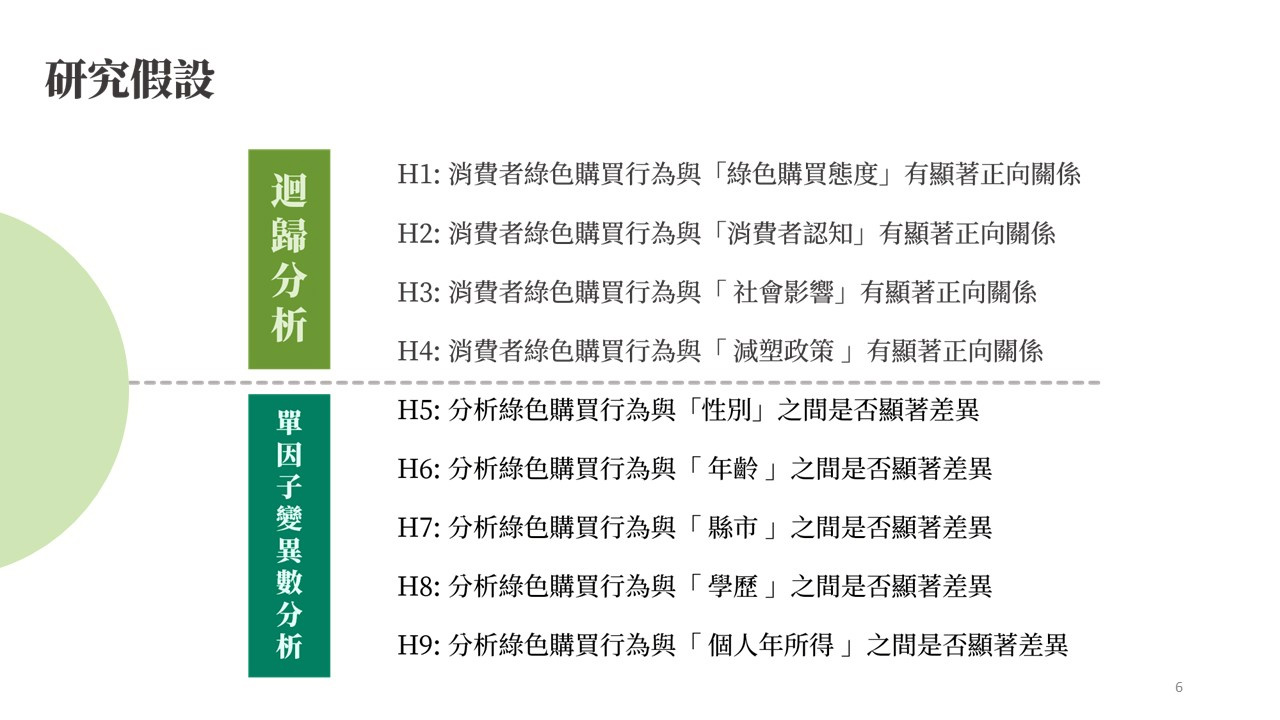 研究假設
迴歸分析
H1: 消費者綠色購買行為與「綠色購買態度」有顯著正向關係
H2: 消費者綠色購買行為與「消費者認知」有顯著正向關係
H3: 消費者綠色購買行為與「 社會影響」有顯著正向關係
H4: 消費者綠色購買行為與「 減塑政策 」有顯著正向關係
單因子變異數分析
H5: 分析綠色購買行為與「性別」之間是否顯著差異
H6: 分析綠色購買行為與「 年齡 」之間是否顯著差異
H7: 分析綠色購買行為與「 縣市 」之間是否顯著差異
H8: 分析綠色購買行為與「 學歷 」之間是否顯著差異
H9: 分析綠色購買行為與「 個人年所得 」之間是否顯著差異
6